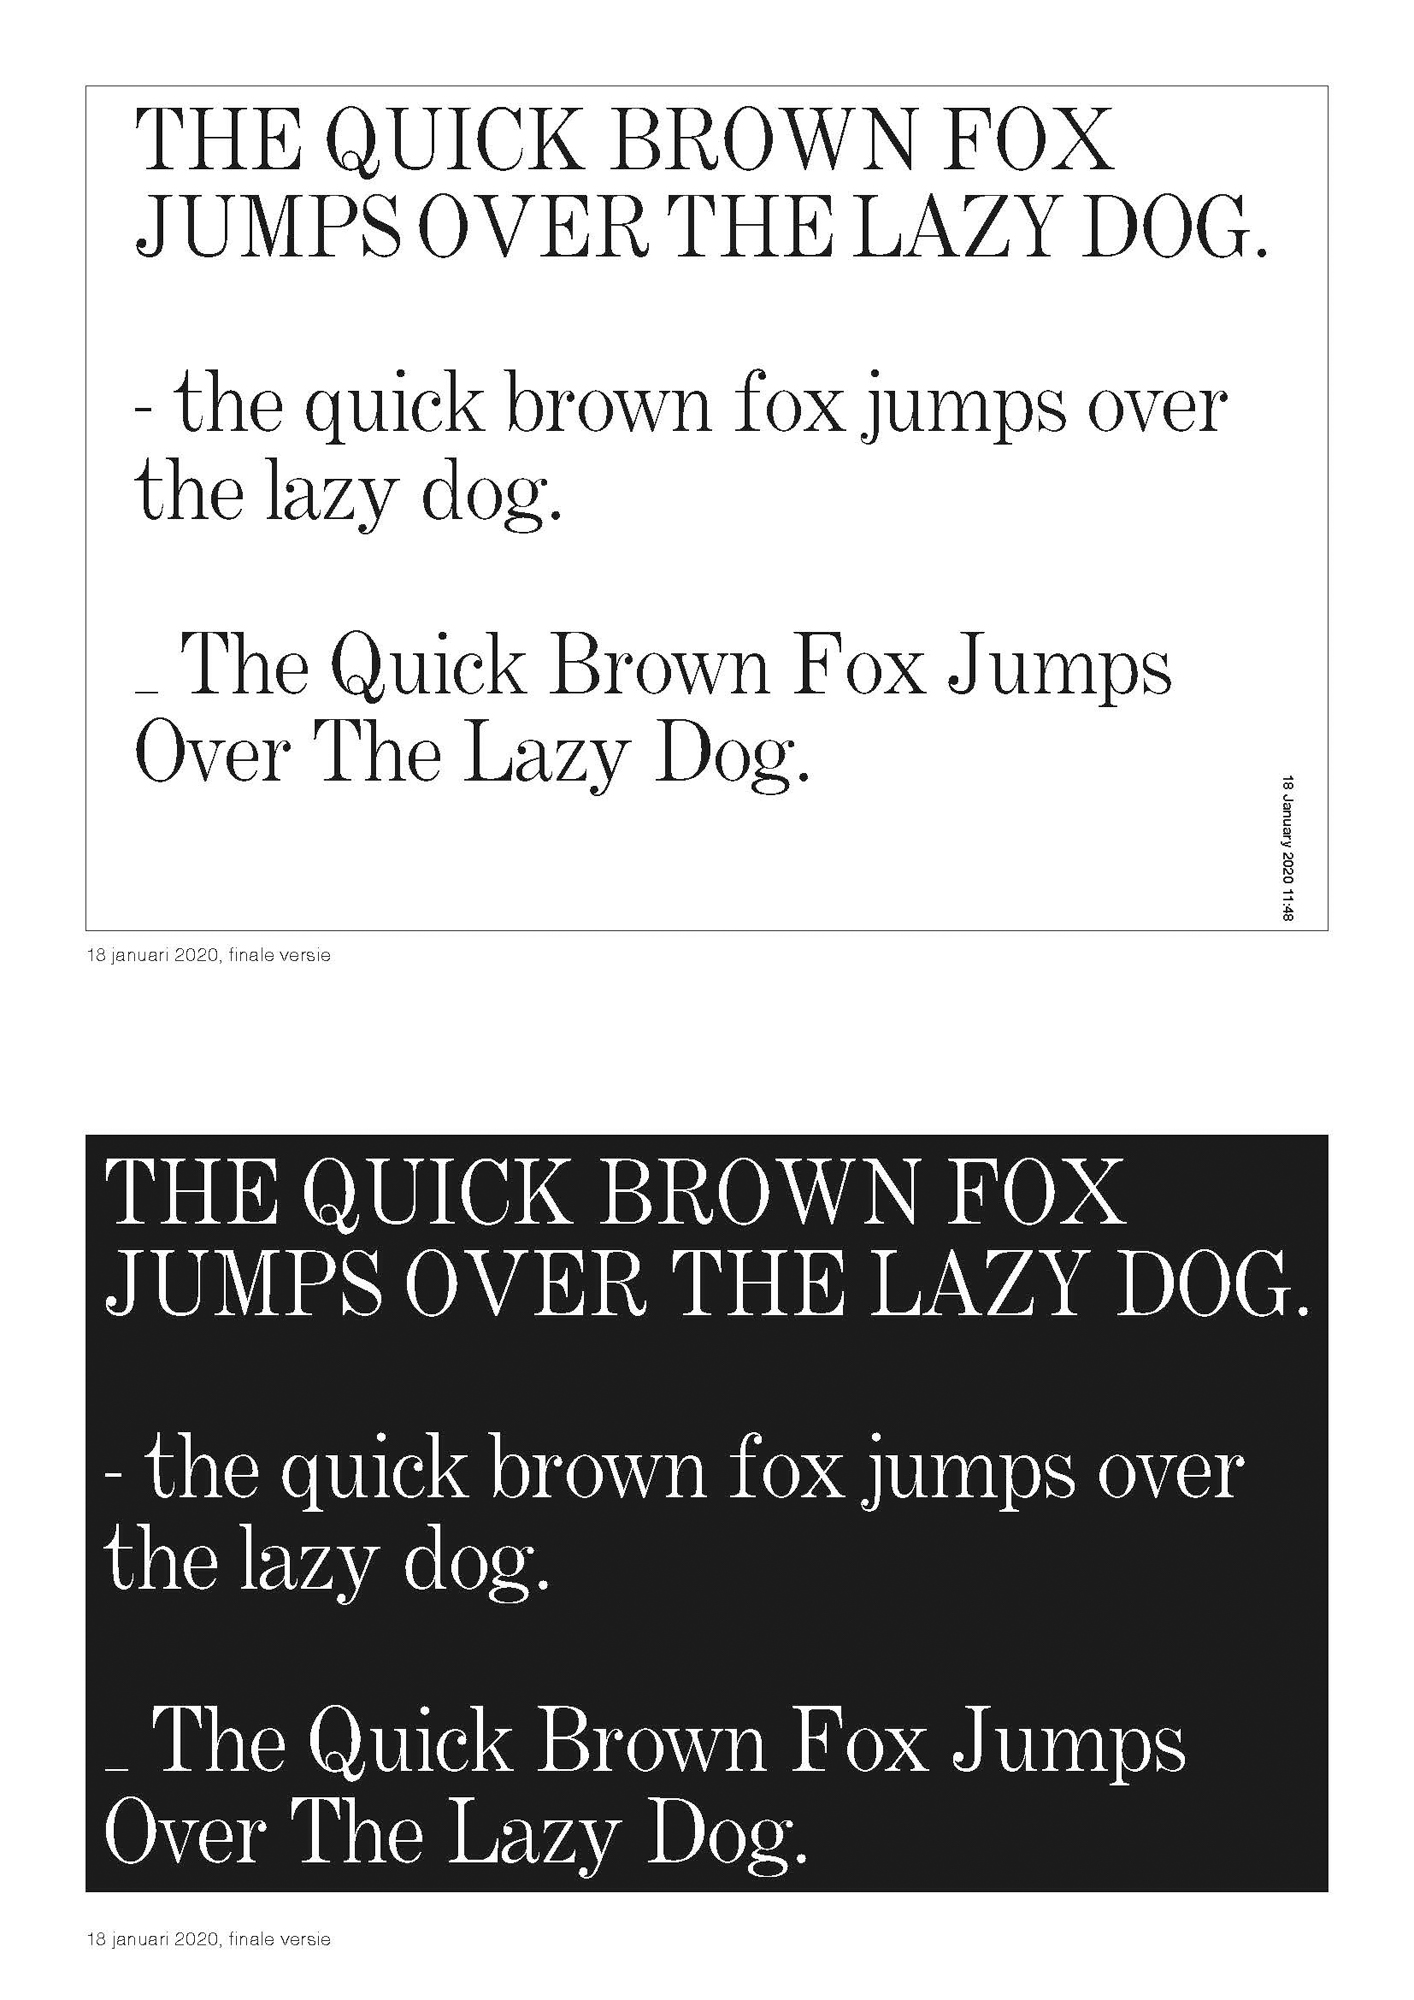 THE QUICK BROWN FOX
JUMPS OVER THE LAZY DOG.
- the quick brown fox jumps over
the lazy dog.
_ The Quick Brown Fox Jumps
Over The Lazy Dog.
18 January 2020 11:48
18 januari 2020, finale versie
THE QUICK BROWN FOX
JUMPS OVER THE LAZY DOG.
- the quick brown fox jumps over
the lazy dog.
_ The Quick Brown Fox Jumps
Over The Lazy Dog.
18 januari 2020, finale versie